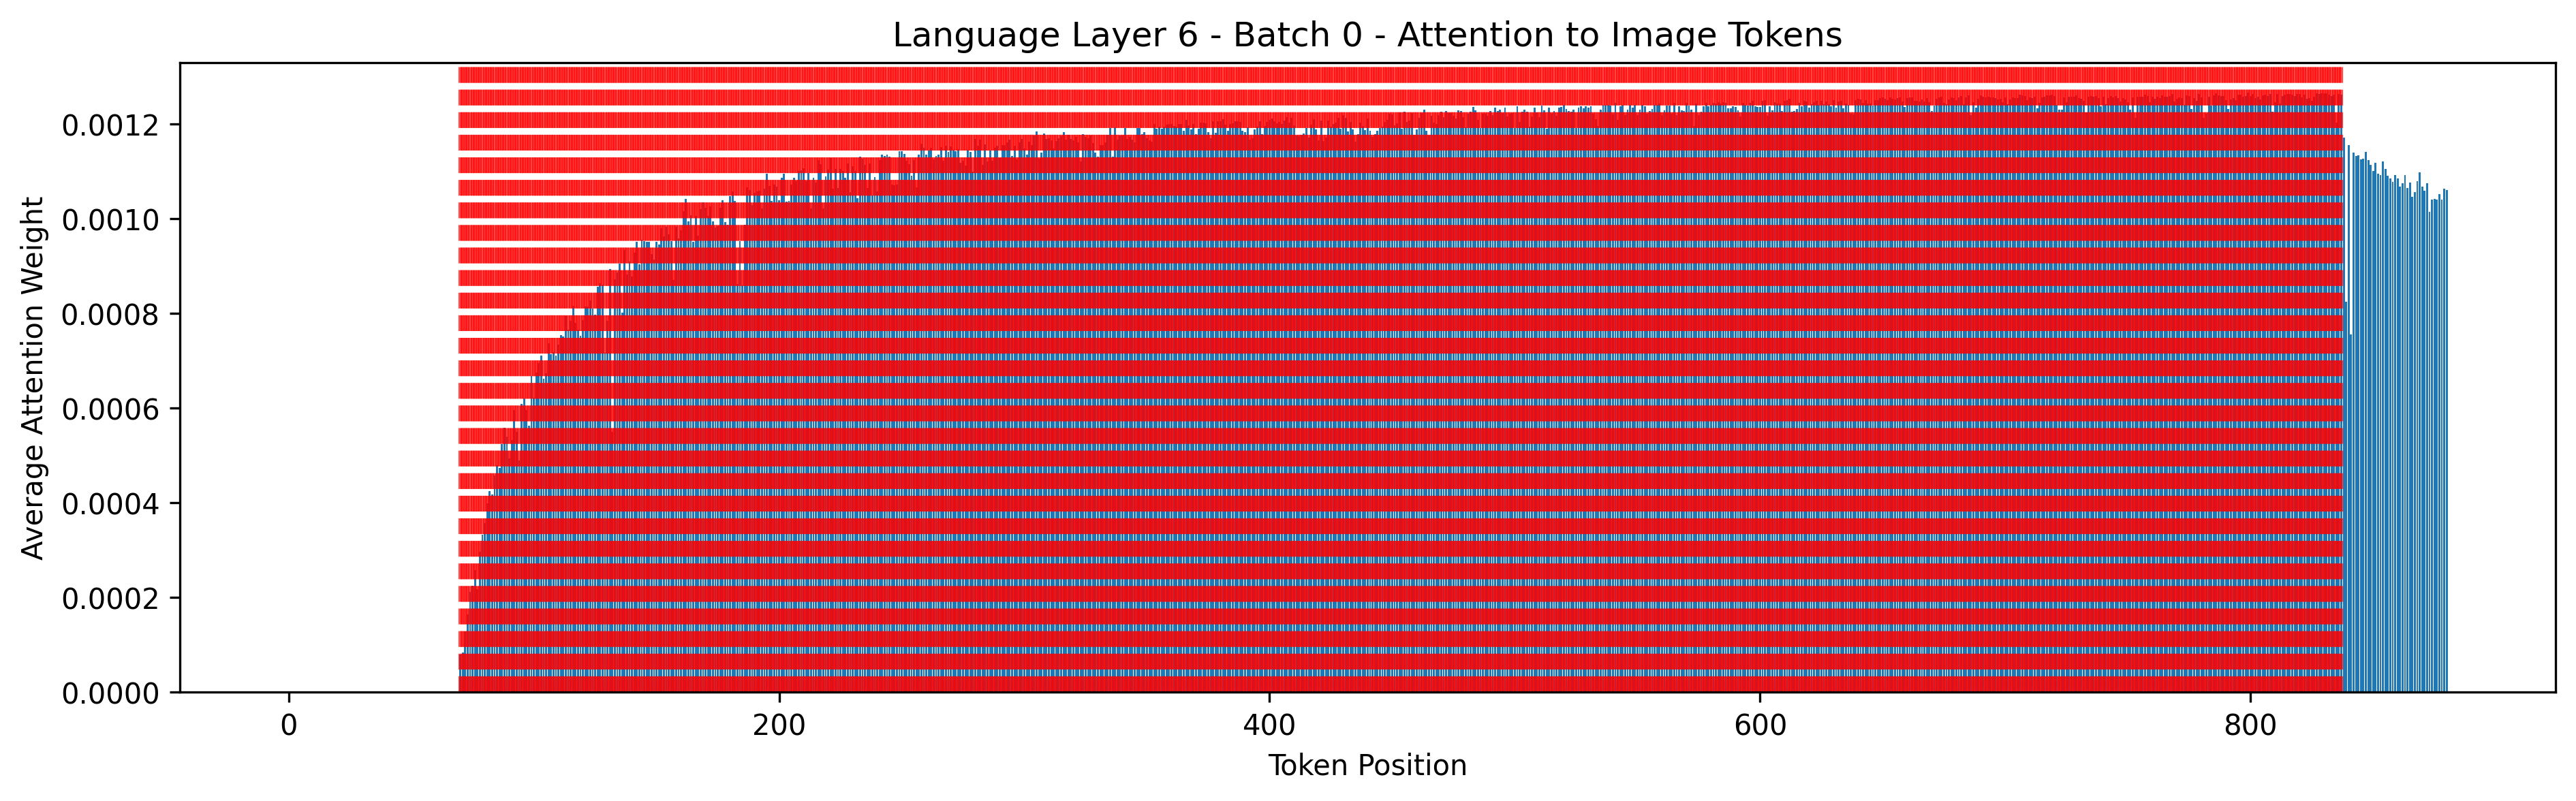 Language Layer 6 - Batch 0 - Attention to Image Tokens
Average Attention Weight
0.0012
0.0010
0.0008
0.0006
0.0004
0.0002
0.0000
0 200 400 600 800
Token Position